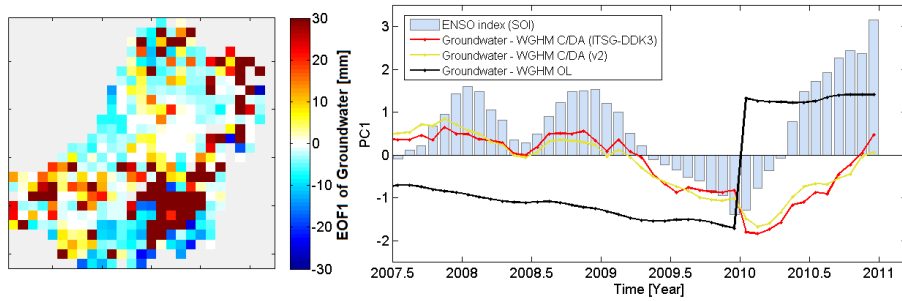 30
20
10
0
-10
-20
-30
EOF1 of Groundwater [mm]
ENSO index (SOI)
Groundwater - WGHM C/DA (ITSG-DDK3)
Groundwater - WGHM C/DA (v2)
Groundwater - WGHM OL
3
2
1
0
-1
-2
PC1
2007.5 2008 2008.5 2009 2009.5 2010 2010.5 2011
Time [Year]